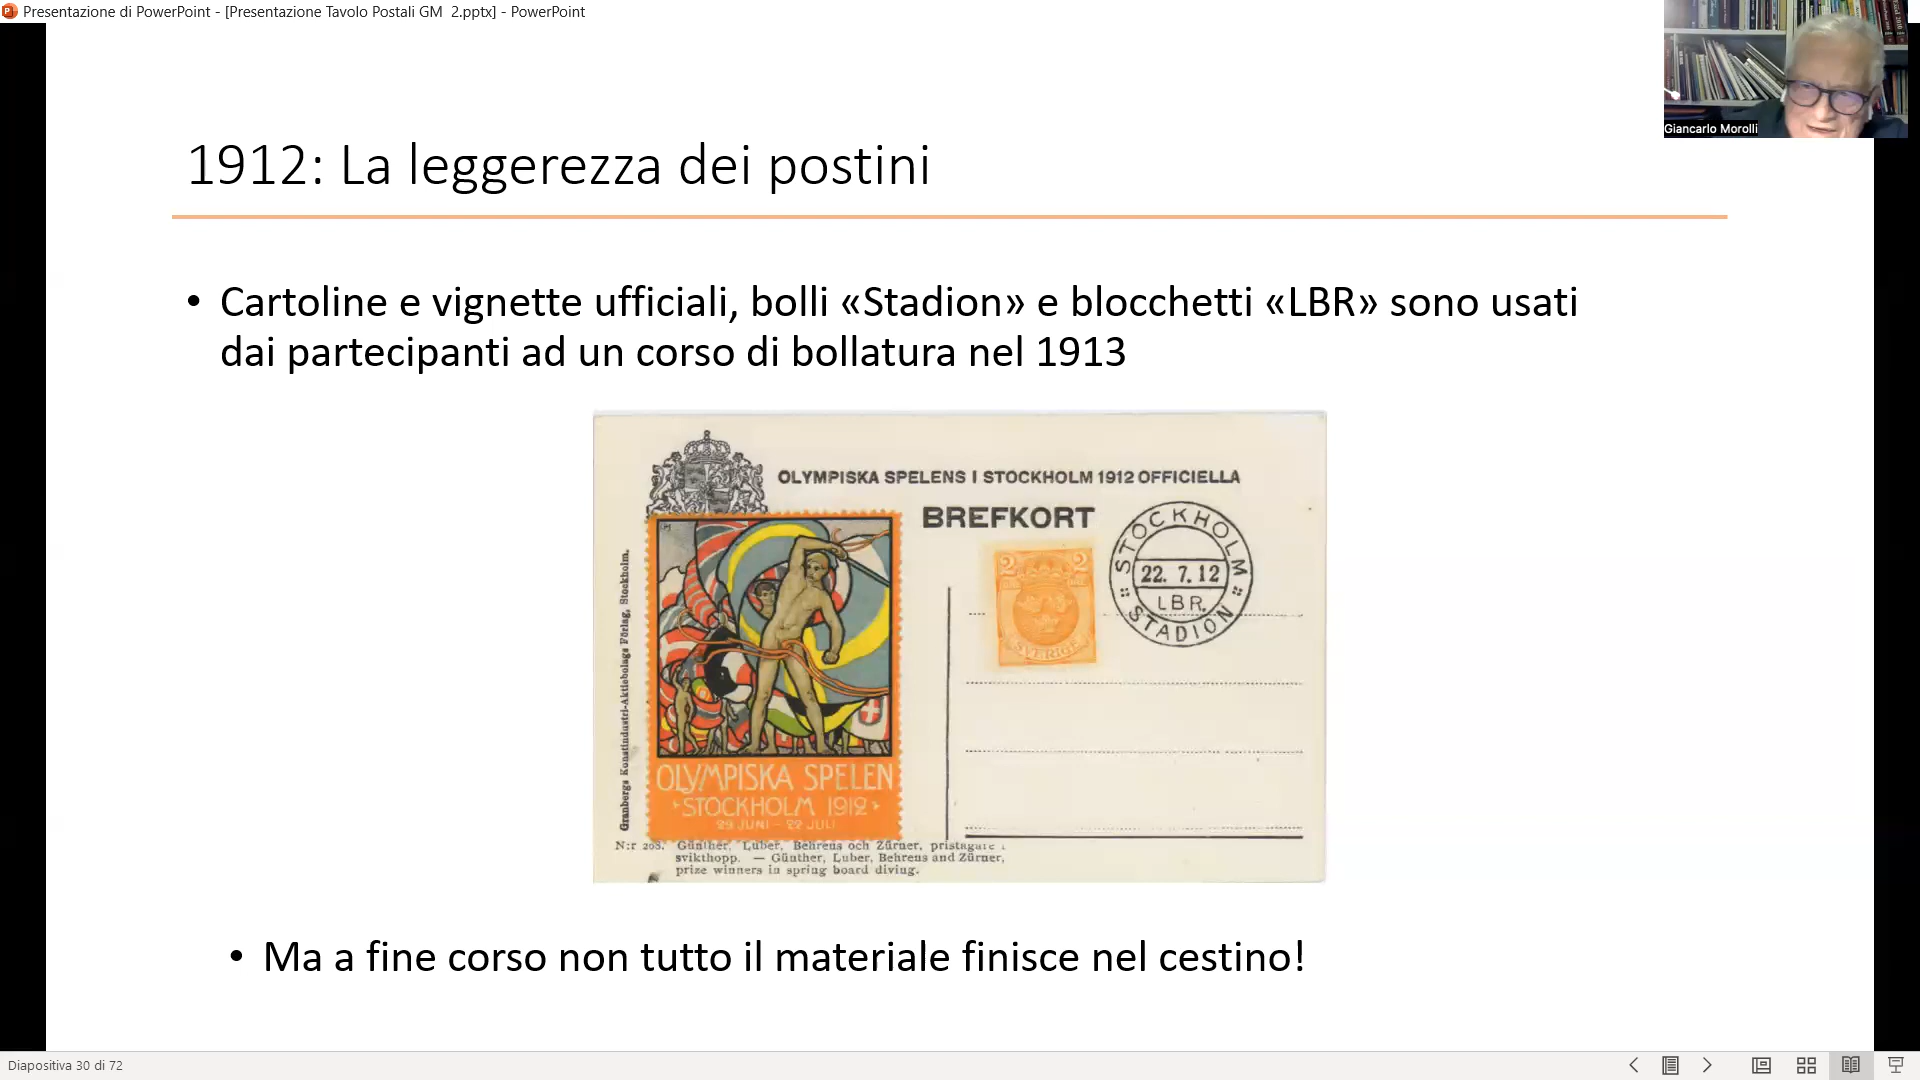 Presentazione di PowerPoint - [Presentazione Tavolo Postali GM 2.pptx] - PowerPoint
Giancarlo Morolli
1912: La leggerezza dei postini
• Cartoline e vignette ufficiali, bolli «Stadion» e blocchetti «LBR» sono usati
dai partecipanti ad un corso di bollatura nel 1913
OLYMPISKA SPELENS I STOCKHOLM 1912 OFFICIELLA
BREFKORT
STOCKHOLM
22. 7. 12
LBR.
STADION
2 2
SVERIGE
Granbergs Konstindustri-Aktiebolags Förlag, Stockholm.
OLYMPISKA SPELEN
STOCKHOLM 1912
29 JUNI - 22 JULI
N:r 208. Günther, Luber, Behrens och Zürner, pristagare i
svikthopp. — Günther, Luber, Behrens and Zürner,
prize winners in spring board diving.
• Ma a fine corso non tutto il materiale finisce nel cestino!
Diapositiva 30 di 72